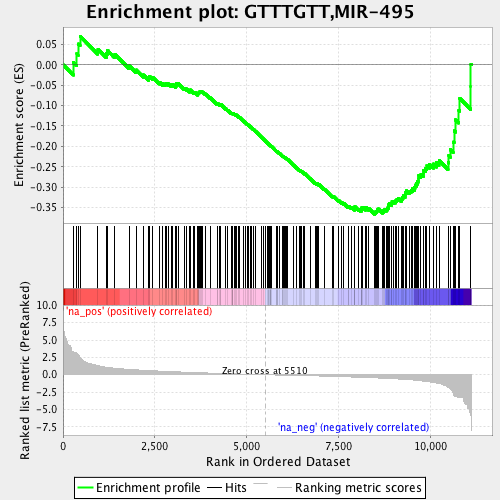 Enrichment plot: GTTTGTT,MIR-495
Enrichment score (ES)
0.05
0.00
-0.05
-0.10
-0.15
-0.20
-0.25
-0.30
-0.35
'na_pos' (positively correlated)
Ranked list metric (PreRanked)
10.0
7.5
5.0
2.5
0.0
-2.5
-5.0
-7.5
Zero cross at 5510
'na_neg' (negatively correlated)
0
2,500
5,000
7,500
10,000
Rank in Ordered Dataset
Enrichment profile
Hits
Ranking metric scores